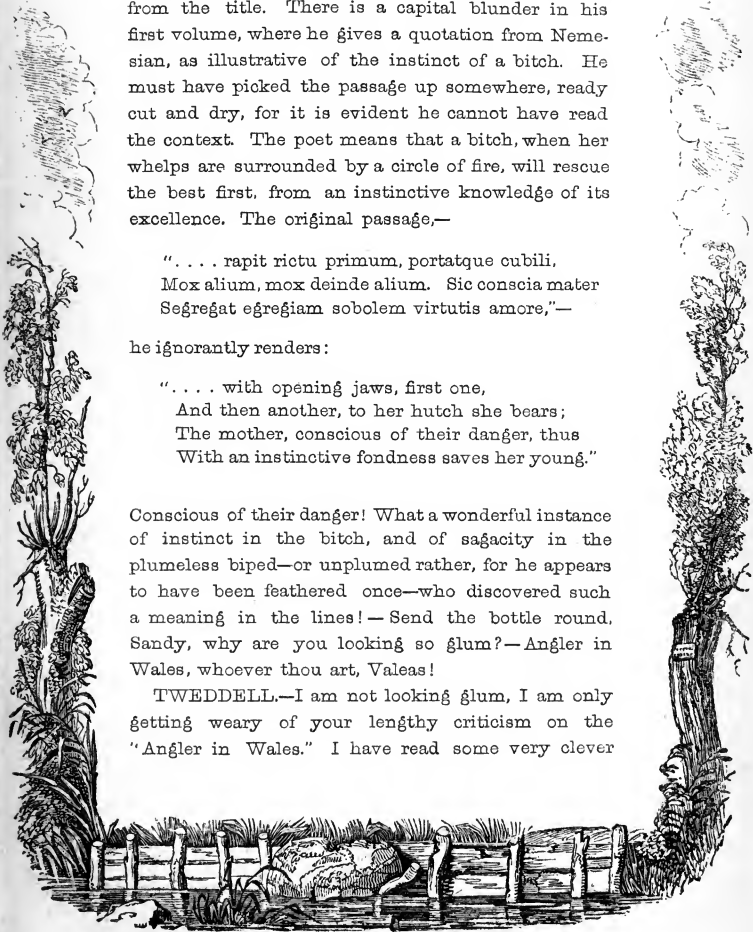 from the title. There is a capital blunder in his
first volume, where he gives a quotation from Neme-
sian, as illustrative of the instinct of a bitch. He
must have picked the passage up somewhere, ready
cut and dry, for it is evident he cannot have read
the context. The poet means that a bitch, when her
whelps are surrounded by a circle of fire, will rescue
the best first, from an instinctive knowledge of its
excellence. The original passage,—
". . . . rapit rictu primum, portatque cubili,
Mox alium, mox deinde alium. Sic conscia mater
Segregat egregiam sobolem virtutis amore,"—
he ignorantly renders:
". . . . with opening jaws, first one,
And then another, to her hutch she bears;
The mother, conscious of their danger, thus
With an instinctive fondness saves her young."
Conscious of their danger! What a wonderful instance
of instinct in the bitch, and of sagacity in the
plumeless biped—or unplumed rather, for he appears
to have been feathered once—who discovered such
a meaning in the lines!—Send the bottle round,
Sandy, why are you looking so glum?—Angler in
Wales, whoever thou art, Valeas!
TWEDDELL.—I am not looking glum, I am only
getting weary of your lengthy criticism on the
"Angler in Wales." I have read some very clever